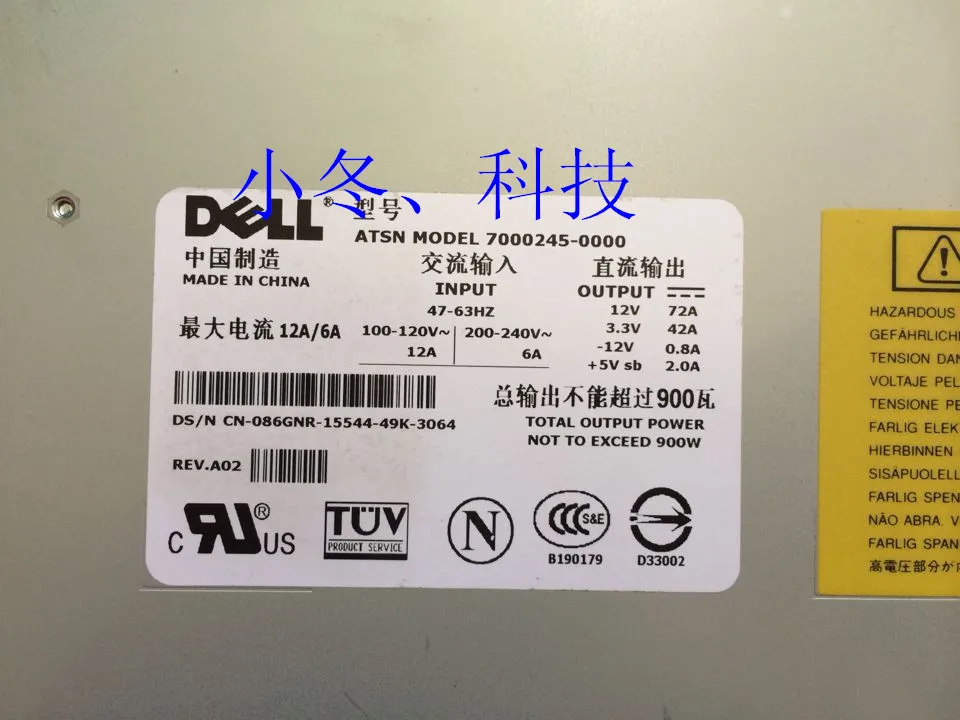 小冬、科技
DELL® 型号
ATSN MODEL 7000245-0000
中国制造
MADE IN CHINA
交流输入
INPUT
47-63HZ
最大电流 12A/6A
100-120V~ 200-240V~
12A 6A
直流输出
OUTPUT
12V 72A
3.3V 42A
-12V 0.8A
+5V sb 2.0A
DS/N CN-086GNR-15544-49K-3064
总输出不能超过900瓦
TOTAL OUTPUT POWER
NOT TO EXCEED 900W
REV.A02
C RU® US
TÜV
PRODUCT SERVICE
N
CCC S&E
B190179
D33002
HAZARDOUS
GEFÄHRLICHE
TENSION DAN
VOLTAJE PEL
TENSIONE PE
FARLIG ELEK
HIERBINNEN
SISÄPUOLELL
FARLIG SPEN
NÃO ABRA. V
FARLIG SPAN
高電圧部分が